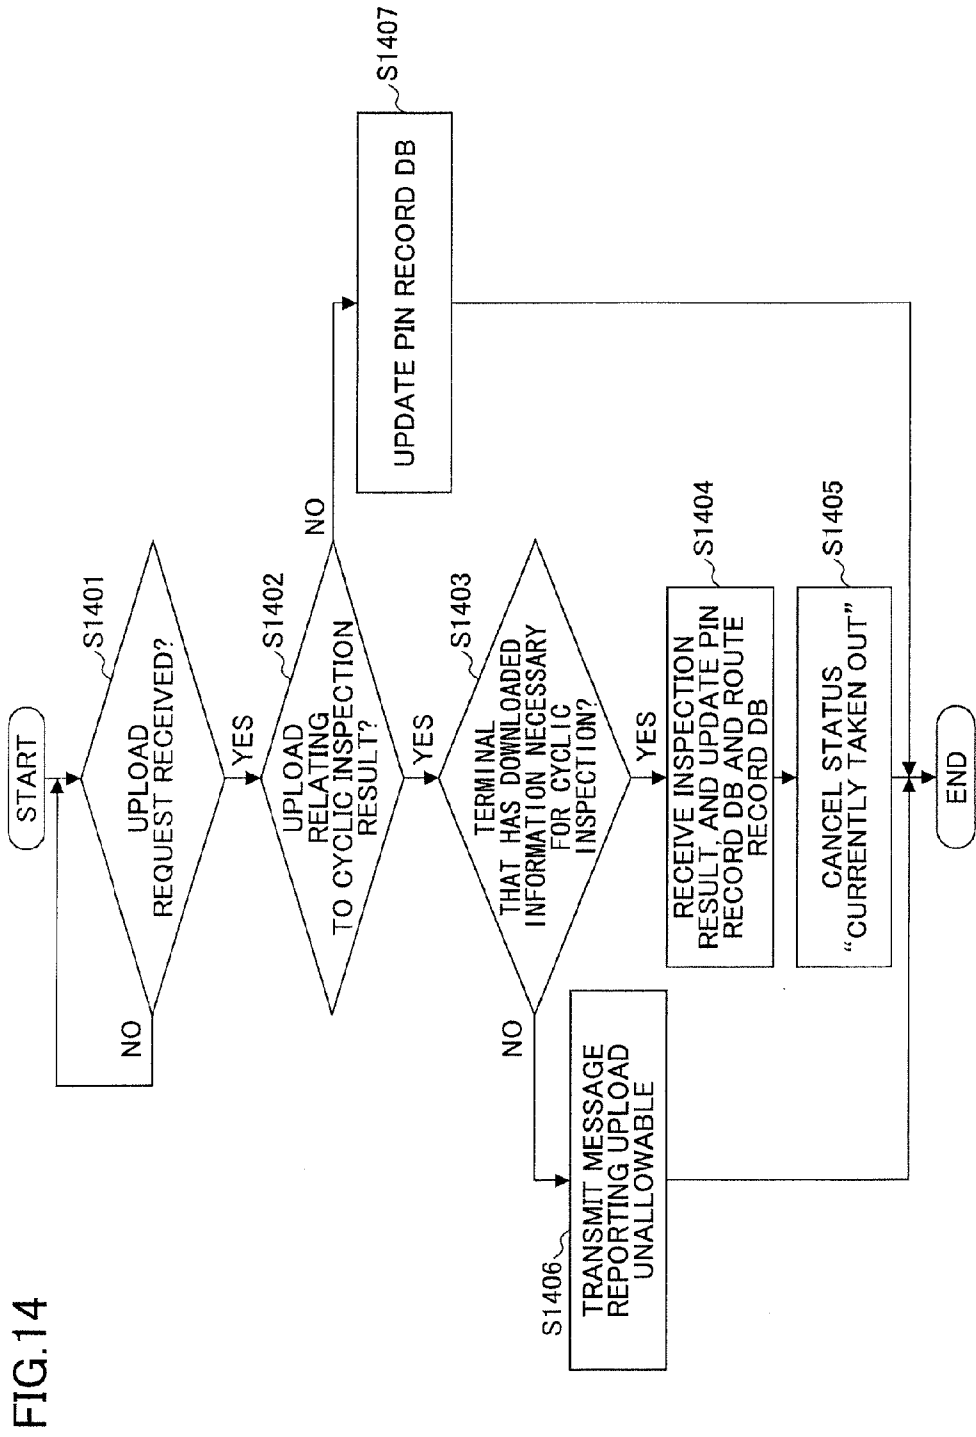 FIG.14
START
S1401
UPLOAD
REQUEST RECEIVED?
NO
YES
S1402
UPLOAD
RELATING
TO CYCLIC INSPECTION
RESULT?
NO
YES
S1407
UPDATE PIN RECORD DB
S1403
TERMINAL
THAT HAS DOWNLOADED
INFORMATION NECESSARY
FOR CYCLIC
INSPECTION?
NO
YES
S1406
TRANSMIT MESSAGE
REPORTING UPLOAD
UNALLOWABLE
S1404
RECEIVE INSPECTION
RESULT, AND UPDATE PIN
RECORD DB AND ROUTE
RECORD DB
S1405
CANCEL STATUS
“CURRENTLY TAKEN OUT”
END